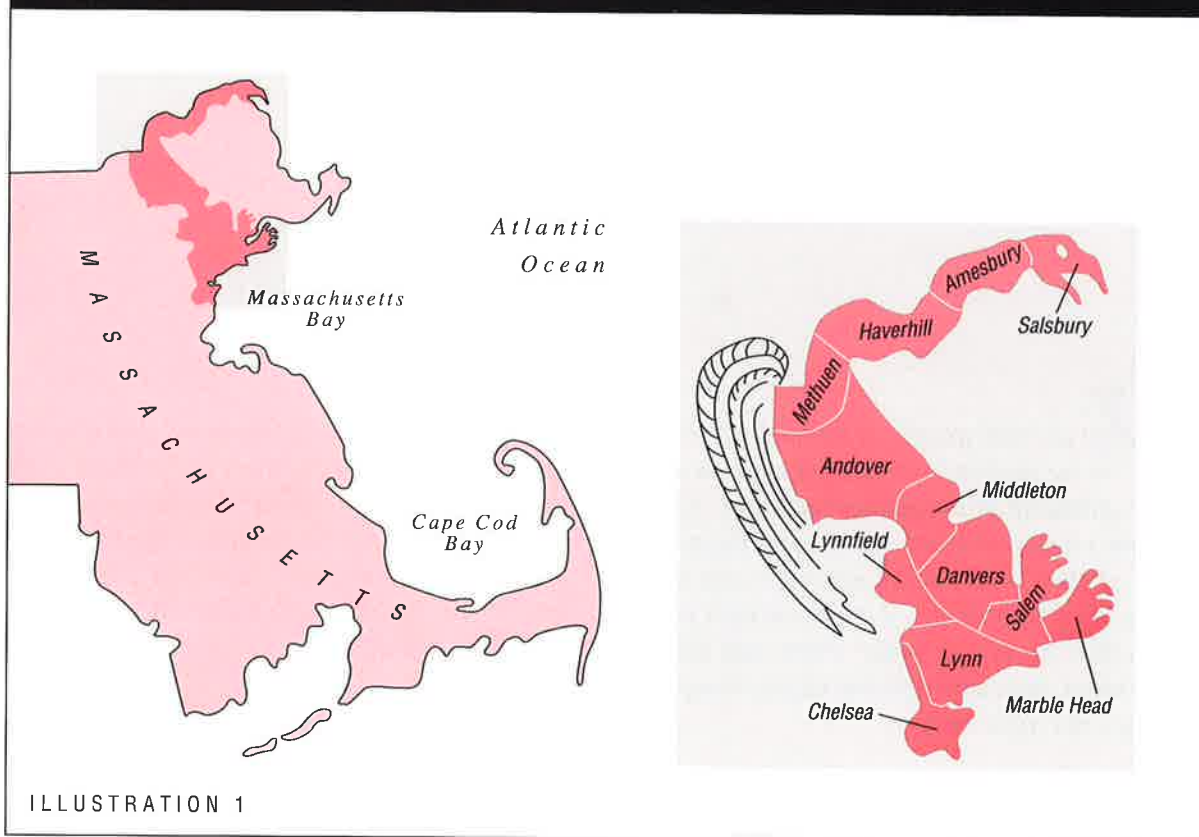 MASSACHUSETTS
Atlantic
Ocean
Massachusetts
Bay
Cape Cod
Bay
Amesbury
Salsbury
Haverhill
Methuen
Andover
Middleton
Lynnfield
Danvers
Salem
Lynn
Marble Head
Chelsea
ILLUSTRATION 1